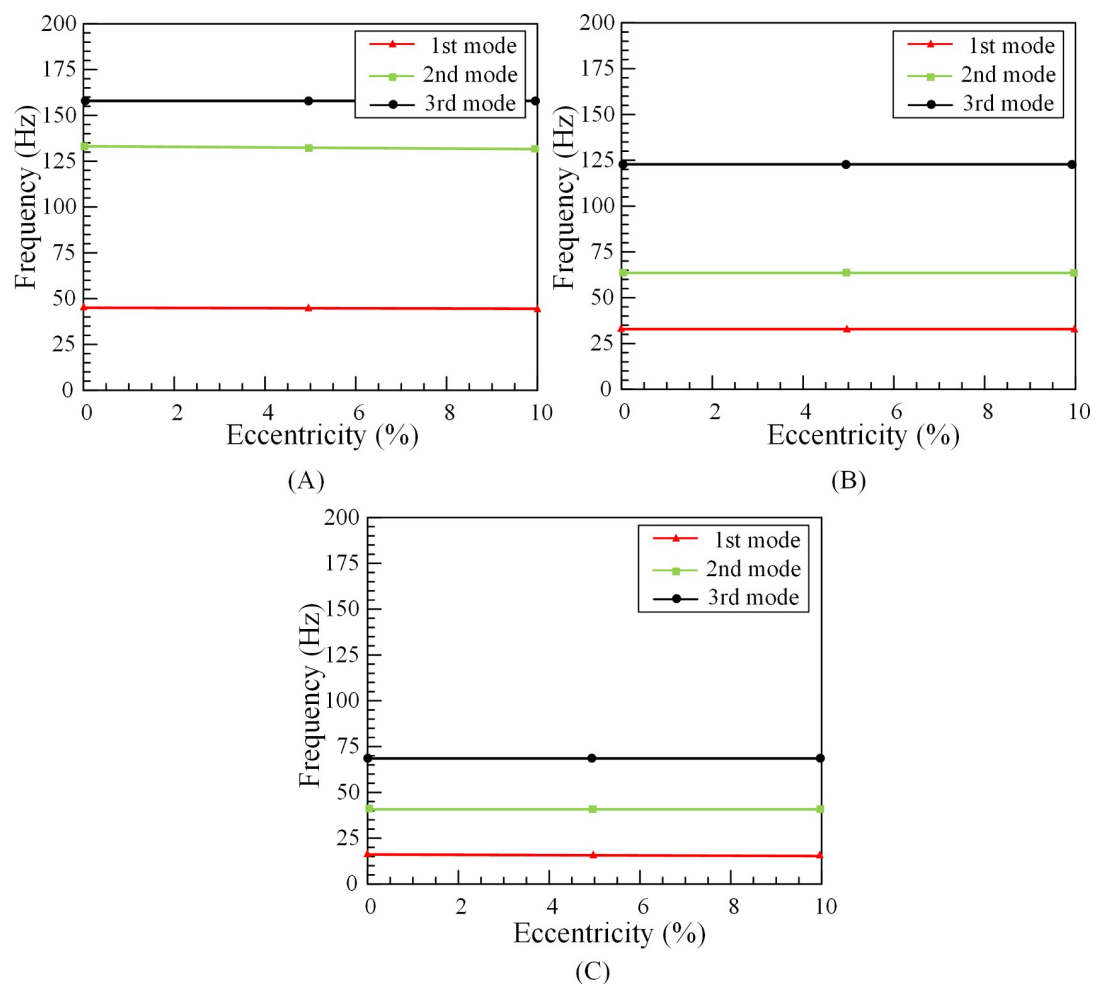 200
175
150
125
100
75
50
25
0
Frequency (Hz)
1st mode
2nd mode
3rd mode
0 2 4 6 8 10
Eccentricity (%)
(A)
200
175
150
125
100
75
50
25
0
Frequency (Hz)
1st mode
2nd mode
3rd mode
0 2 4 6 8 10
Eccentricity (%)
(B)
200
175
150
125
100
75
50
25
0
Frequency (Hz)
1st mode
2nd mode
3rd mode
0 2 4 6 8 10
Eccentricity (%)
(C)